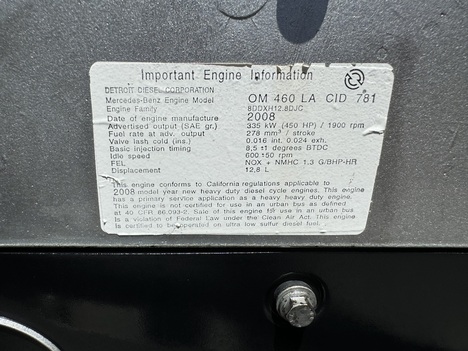 Important Engine Information
DETROIT DIESEL CORPORATION
Mercedes-Benz Engine Model OM 460 LA CID 781
Engine Family 8DDXH12.8DJC
Date of engine manufacture 2008
Advertised output (SAE gr.) 335 kW (450 HP) / 1900 rpm
Fuel rate at adv. output 278 mm³ / stroke
Valve lash cold (ins.) 0.016 int. 0.024 exh.
Basic injection timing 8,5 ±1 degrees BTDC
Idle speed 600 ±50 rpm
FEL NOX + NMHC 1.3 G/BHP-HR
Displacement 12,8 L
This engine conforms to California regulations applicable to
2008 model year new heavy duty diesel cycle engines. This engine
has a primary service application as a heavy heavy duty engine.
This engine is not certified for use in an urban bus as defined
at 40 CFR 86.093-2. Sale of this engine for use in an urban bus
is a violation of Federal Law under the Clean Air Act. This engine
is certified to be operated on ultra low sulfur diesel fuel.